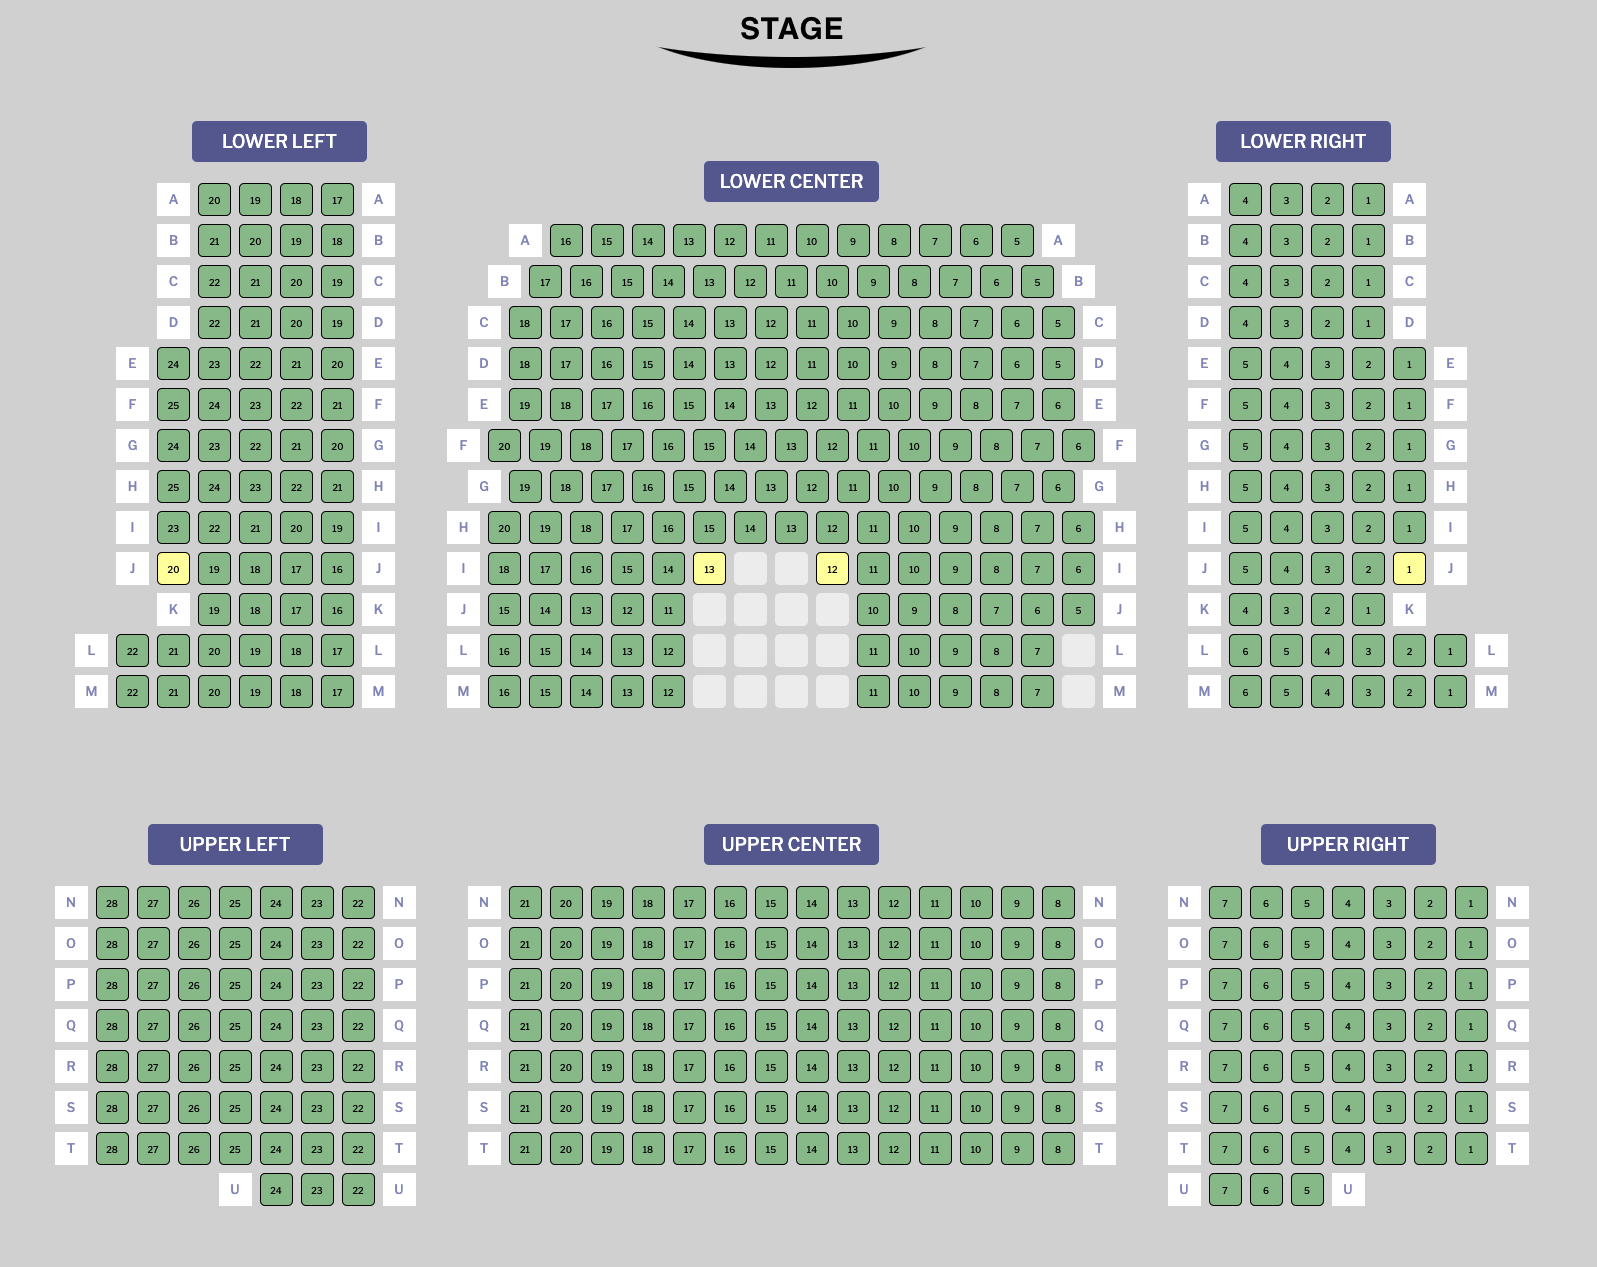 STAGE
LOWER LEFT
LOWER RIGHT
LOWER CENTER
A 20 19 18 17 A
B 21 20 19 18 B
C 22 21 20 19 C
D 22 21 20 19 D
E 24 23 22 21 20 E
F 25 24 23 22 21 F
G 24 23 22 21 20 G
H 25 24 23 22 21 H
I 23 22 21 20 19 I
J 20 19 18 17 16 J
K 19 18 17 16 K
L 22 21 20 19 18 17 L
M 22 21 20 19 18 17 M
A 16 15 14 13 12 11 10 9 8 7 6 5 A
B 17 16 15 14 13 12 11 10 9 8 7 6 5 B
C 18 17 16 15 14 13 12 11 10 9 8 7 6 5 C
D 18 17 16 15 14 13 12 11 10 9 8 7 6 5 D
E 19 18 17 16 15 14 13 12 11 10 9 8 7 6 E
F 20 19 18 17 16 15 14 13 12 11 10 9 8 7 6 F
G 19 18 17 16 15 14 13 12 11 10 9 8 7 6 G
H 20 19 18 17 16 15 14 13 12 11 10 9 8 7 6 H
I 18 17 16 15 14 13 12 11 10 9 8 7 6 I
J 15 14 13 12 11 10 9 8 7 6 5 J
L 16 15 14 13 12 11 10 9 8 7 L
M 16 15 14 13 12 11 10 9 8 7 M
A 4 3 2 1 A
B 4 3 2 1 B
C 4 3 2 1 C
D 4 3 2 1 D
E 5 4 3 2 1 E
F 5 4 3 2 1 F
G 5 4 3 2 1 G
H 5 4 3 2 1 H
I 5 4 3 2 1 I
J 5 4 3 2 1 J
K 4 3 2 1 K
L 6 5 4 3 2 1 L
M 6 5 4 3 2 1 M
UPPER LEFT
N 28 27 26 25 24 23 22 N
O 28 27 26 25 24 23 22 O
P 28 27 26 25 24 23 22 P
Q 28 27 26 25 24 23 22 Q
R 28 27 26 25 24 23 22 R
S 28 27 26 25 24 23 22 S
T 28 27 26 25 24 23 22 T
U 24 23 22 U
UPPER CENTER
N 21 20 19 18 17 16 15 14 13 12 11 10 9 8 N
O 21 20 19 18 17 16 15 14 13 12 11 10 9 8 O
P 21 20 19 18 17 16 15 14 13 12 11 10 9 8 P
Q 21 20 19 18 17 16 15 14 13 12 11 10 9 8 Q
R 21 20 19 18 17 16 15 14 13 12 11 10 9 8 R
S 21 20 19 18 17 16 15 14 13 12 11 10 9 8 S
T 21 20 19 18 17 16 15 14 13 12 11 10 9 8 T
UPPER RIGHT
N 7 6 5 4 3 2 1 N
O 7 6 5 4 3 2 1 O
P 7 6 5 4 3 2 1 P
Q 7 6 5 4 3 2 1 Q
R 7 6 5 4 3 2 1 R
S 7 6 5 4 3 2 1 S
T 7 6 5 4 3 2 1 T
U 7 6 5 U